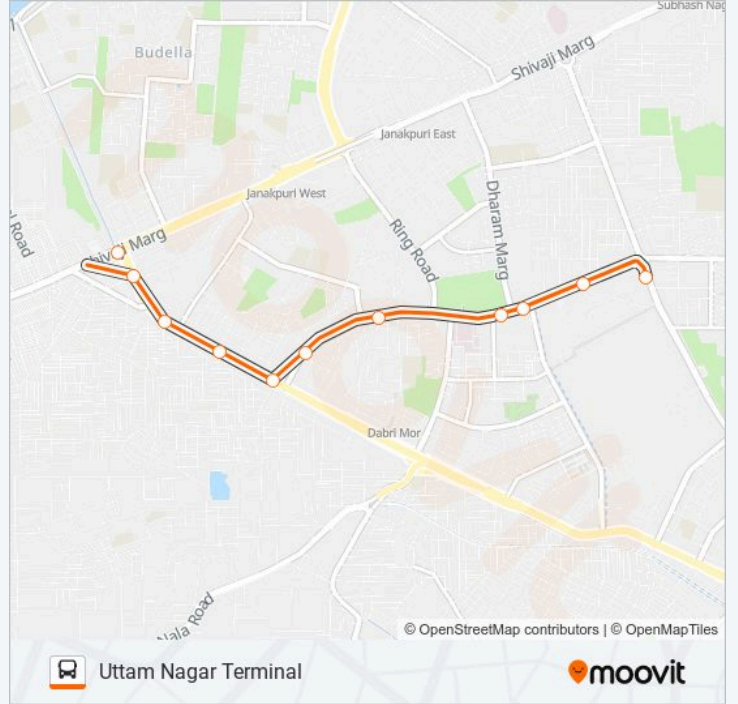 Subhash Nag
Budella
Shivaji Marg
Janakpuri East
Janakpuri West
Dharam Marg
Ring Road
Shivaji Marg
Road
Dabri Mor
Nala Road
© OpenStreetMap contributors | © OpenMapTiles
Uttam Nagar Terminal
moovit